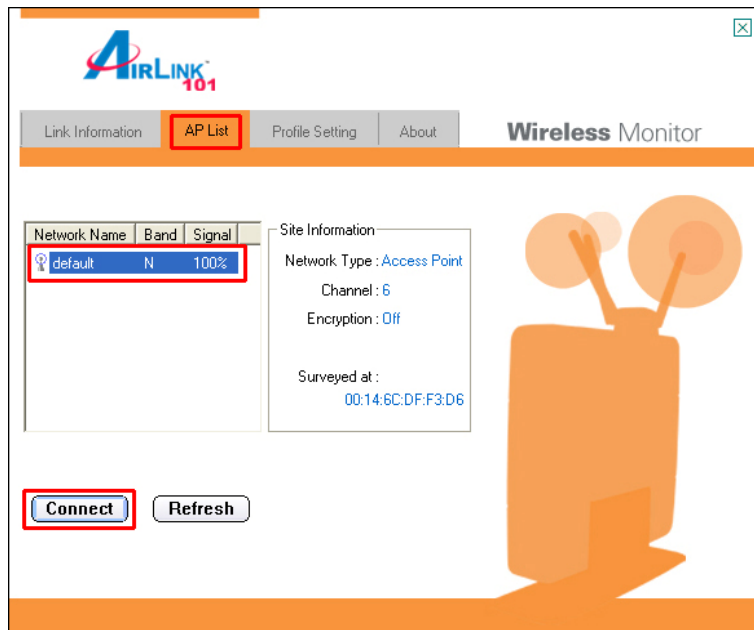 AIRLINK™
101
Link Information AP List Profile Setting About Wireless Monitor
Network Name Band Signal
default N 100%
Site Information
Network Type : Access Point
Channel : 6
Encryption : Off
Surveyed at :
00:14:6C:DF:F3:D6
Connect Refresh